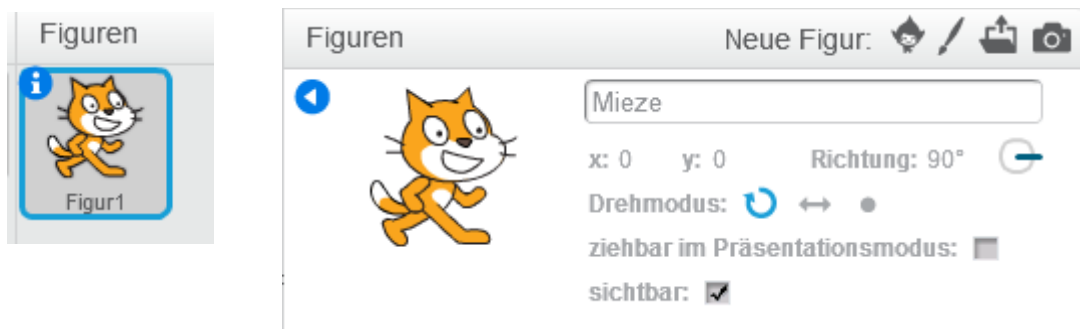 Figuren
Figur1
Figuren Neue Figur:
Mieze
x: 0 y: 0 Richtung: 90°
Drehmodus:
ziehbar im Präsentationsmodus:
sichtbar: